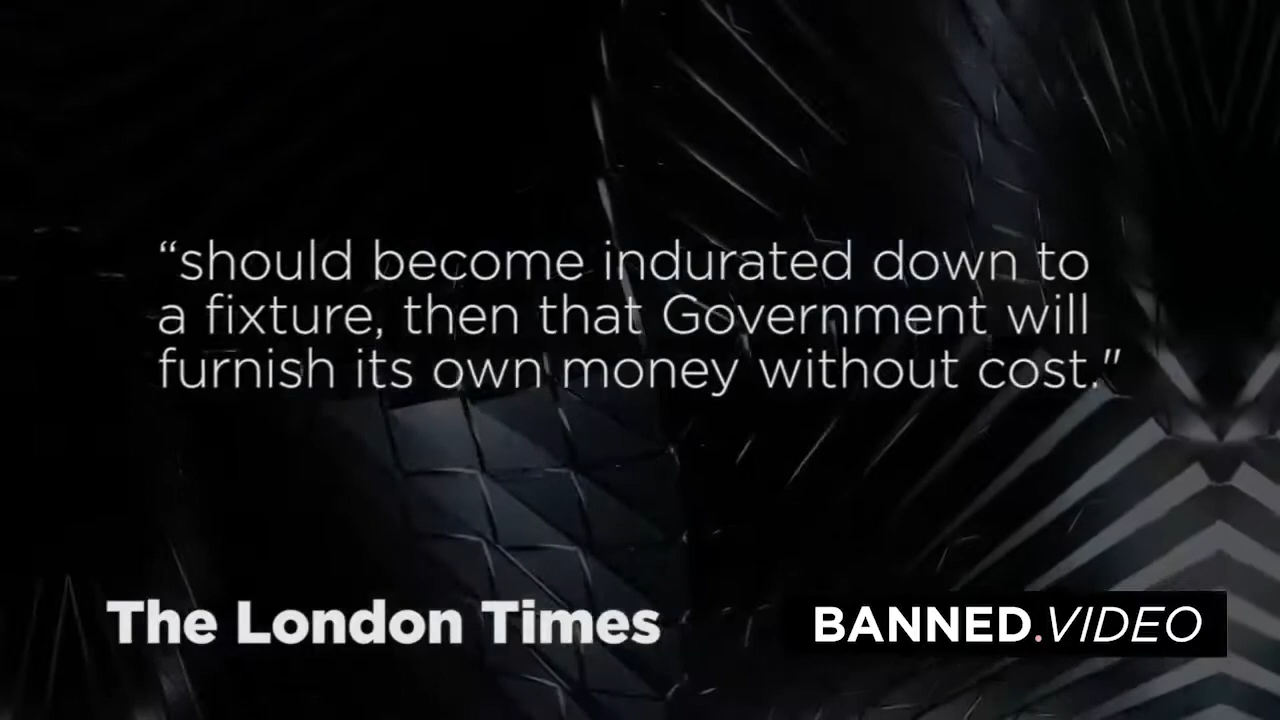 “should become indurated down to
a fixture, then that Government will
furnish its own money without cost."
The London Times
BANNED.VIDEO